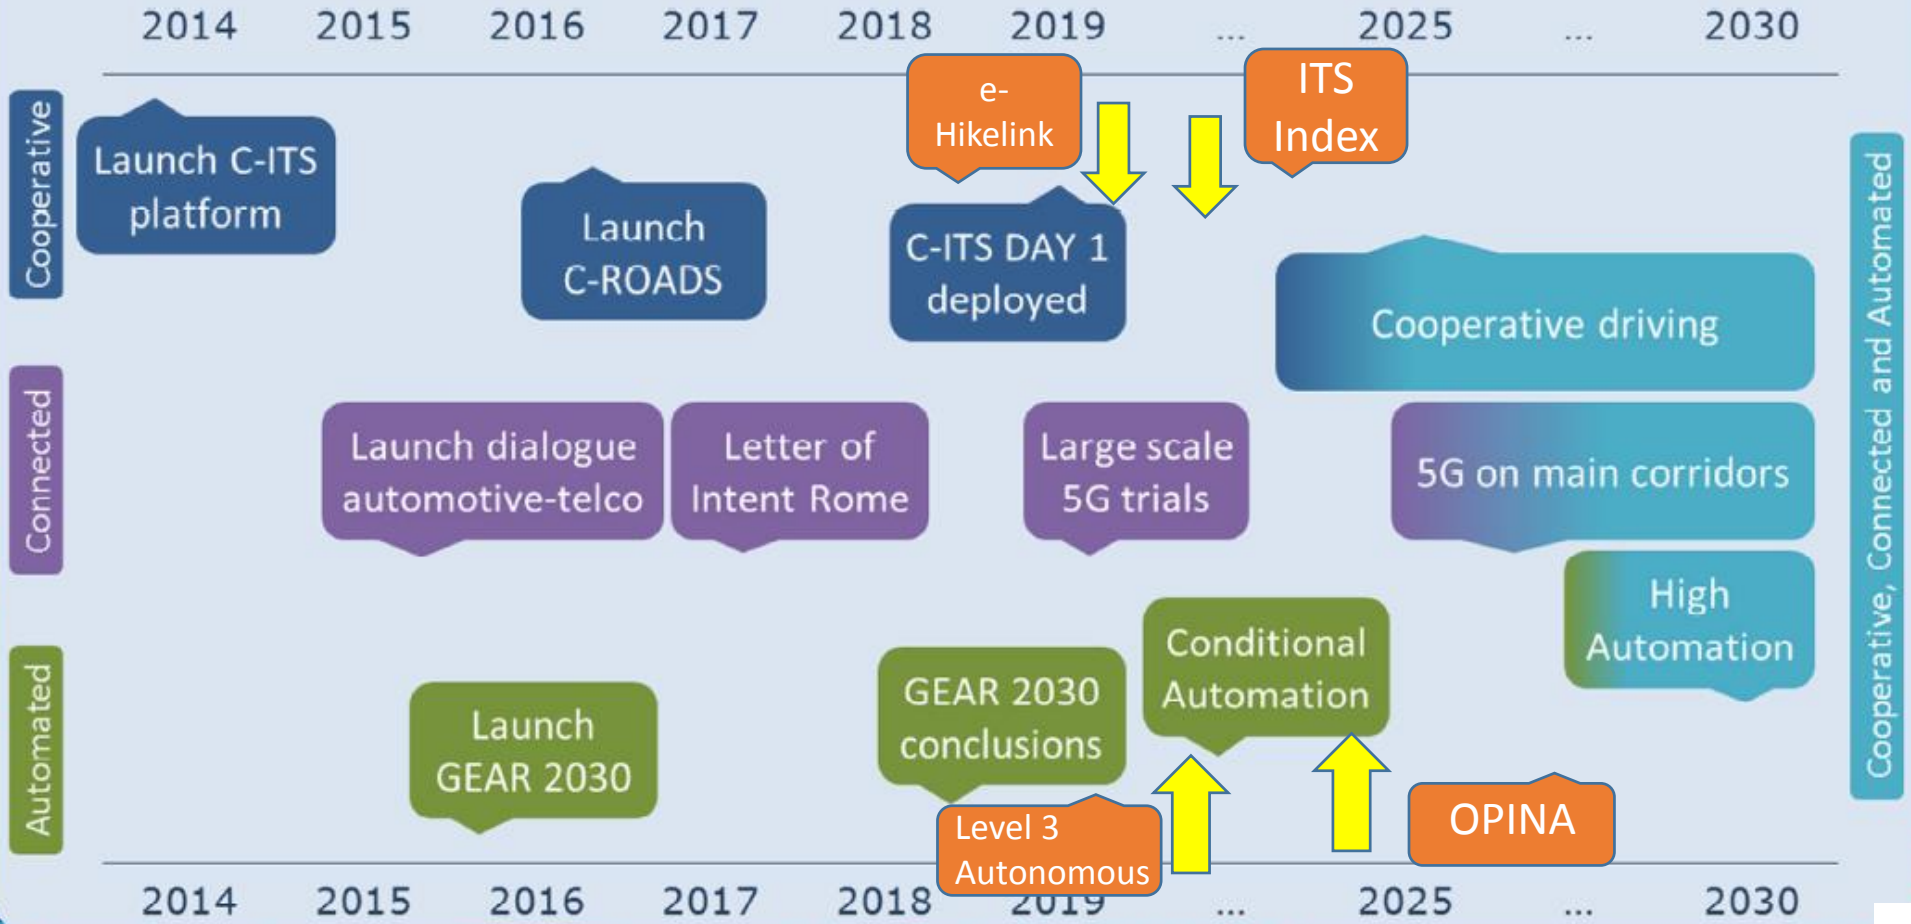 2014 2015 2016 2017 2018 2019 ... 2025 ... 2030
Cooperative
Launch C-ITS
platform
Launch
C-ROADS
e-
Hikelink
C-ITS DAY 1
deployed
ITS
Index
Cooperative driving
Connected
Launch dialogue
automotive-telco
Letter of
Intent Rome
Large scale
5G trials
5G on main corridors
Automated
Launch
GEAR 2030
GEAR 2030
conclusions
Conditional
Automation
High
Automation
Level 3
Autonomous
OPINA
Cooperative, Connected and Automated
2014 2015 2016 2017 2018 2019 ... 2025 ... 2030